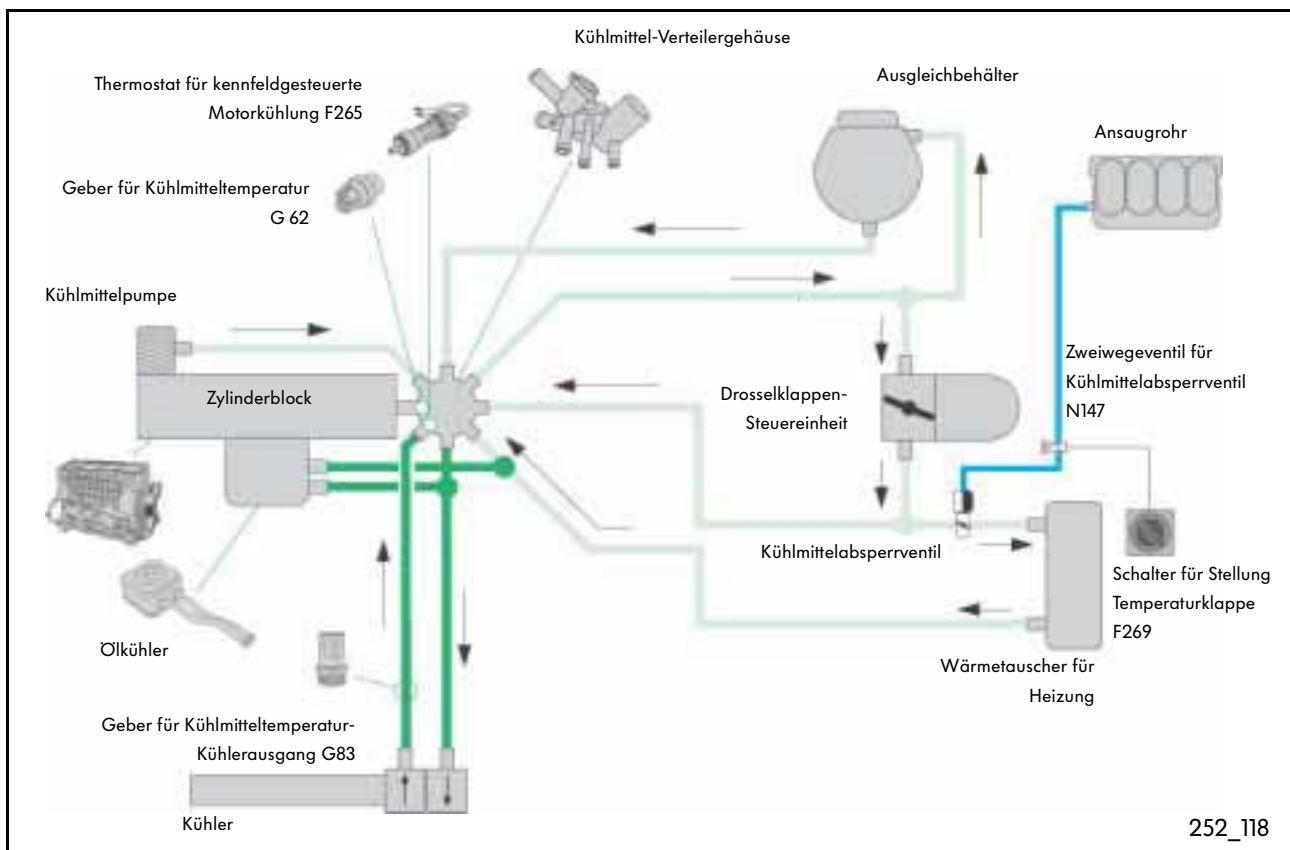 Kühlmittel-Verteilergehäuse
Thermostat für kennfeldgesteuerte
Motorkühlung F265
Ausgleichbehälter
Ansaugrohr
Geber für Kühlmitteltemperatur
G 62
Kühlmittelpumpe
Zylinderblock
Drosselklappen-
Steuereinheit
Zweiwegeventil für
Kühlmittelabsperrventil
N147
Kühlmittelabsperrventil
Schalter für Stellung
Temperaturklappe
F269
Ölkühler
Wärmetauscher für
Heizung
Geber für Kühlmitteltemperatur-
Kühlerausgang G83
Kühler
252_118